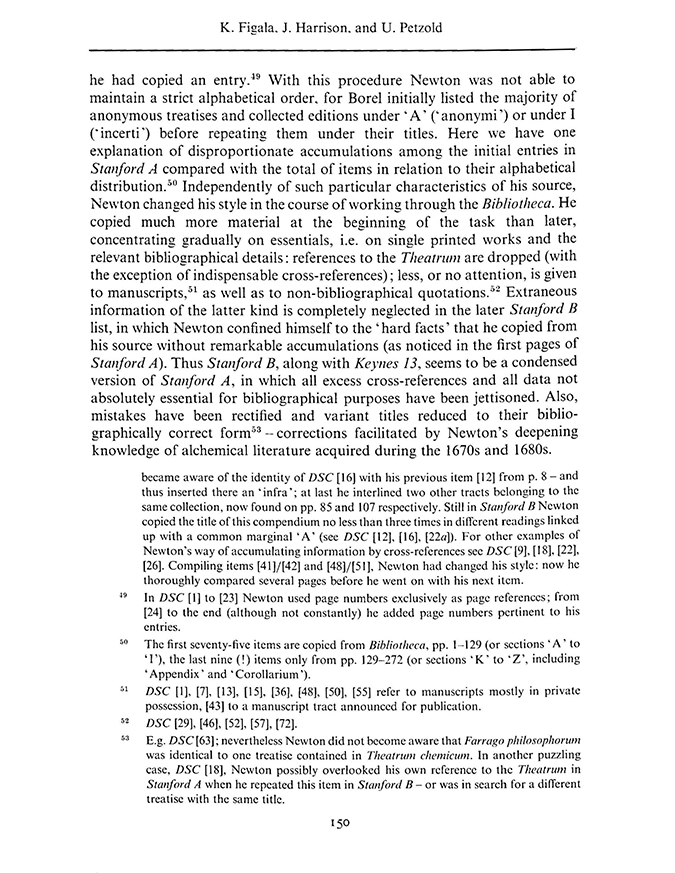 K. Figala, J. Harrison, and U. Petzold
he had copied an entry.⁴⁹ With this procedure Newton was not able to
maintain a strict alphabetical order, for Borel initially listed the majority of
anonymous treatises and collected editions under ‘A’ (‘anonymi’) or under I
(‘incerti’) before repeating them under their titles. Here we have one
explanation of disproportionate accumulations among the initial entries in
Stanford A compared with the total of items in relation to their alphabetical
distribution.⁵⁰ Independently of such particular characteristics of his source,
Newton changed his style in the course of working through the Bibliotheca. He
copied much more material at the beginning of the task than later,
concentrating gradually on essentials, i.e. on single printed works and the
relevant bibliographical details: references to the Theatrum are dropped (with
the exception of indispensable cross-references); less, or no attention, is given
to manuscripts,⁵¹ as well as to non-bibliographical quotations.⁵² Extraneous
information of the latter kind is completely neglected in the later Stanford B
list, in which Newton confined himself to the ‘hard facts’ that he copied from
his source without remarkable accumulations (as noticed in the first pages of
Stanford A). Thus Stanford B, along with Keynes 13, seems to be a condensed
version of Stanford A, in which all excess cross-references and all data not
absolutely essential for bibliographical purposes have been jettisoned. Also,
mistakes have been rectified and variant titles reduced to their biblio-
graphically correct form⁵³ – corrections facilitated by Newton's deepening
knowledge of alchemical literature acquired during the 1670s and 1680s.
became aware of the identity of DSC [16] with his previous item [12] from p. 8 – and
thus inserted there an ‘infra’; at last he interlined two other tracts belonging to the
same collection, now found on pp. 85 and 107 respectively. Still in Stanford B Newton
copied the title of this compendium no less than three times in different readings linked
up with a common marginal ‘A’ (see DSC [12], [16], [22a]). For other examples of
Newton's way of accumulating information by cross-references see DSC [9], [18], [22],
[26]. Compiling items [41]/[42] and [48]/[51], Newton had changed his style: now he
thoroughly compared several pages before he went on with his next item.
⁴⁹ In DSC [1] to [23] Newton used page numbers exclusively as page references; from
[24] to the end (although not constantly) he added page numbers pertinent to his
entries.
⁵⁰ The first seventy-five items are copied from Bibliotheca, pp. 1–129 (or sections ‘A’ to
‘I’), the last nine (!) items only from pp. 129–272 (or sections ‘K’ to ‘Z’, including
‘Appendix’ and ‘Corollarium’).
⁵¹ DSC [1], [7], [13], [15], [36], [48], [50], [55] refer to manuscripts mostly in private
possession, [43] to a manuscript tract announced for publication.
⁵² DSC [29], [46], [52], [57], [72].
⁵³ E.g. DSC [63]; nevertheless Newton did not become aware that Farrago philosophorum
was identical to one treatise contained in Theatrum chemicum. In another puzzling
case, DSC [18], Newton possibly overlooked his own reference to the Theatrum in
Stanford A when he repeated this item in Stanford B – or was in search for a different
treatise with the same title.
150